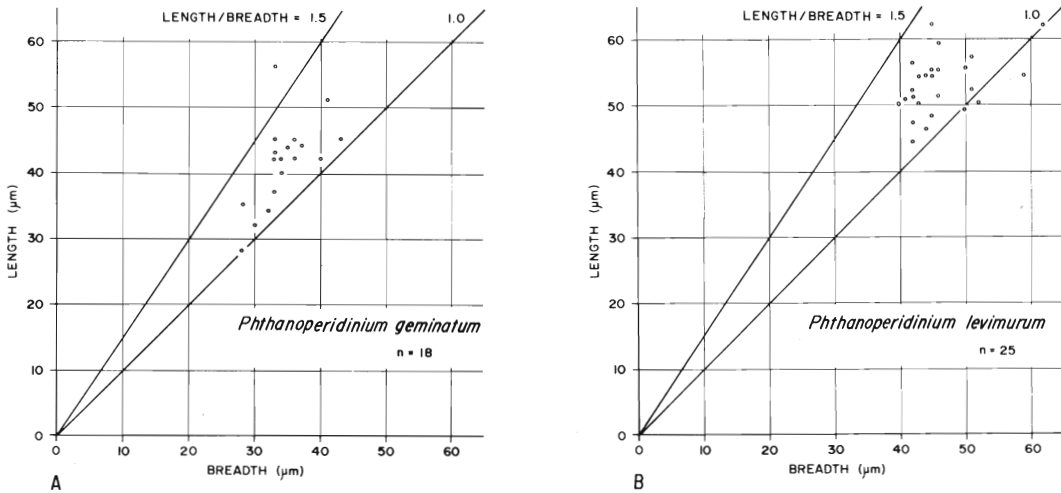 LENGTH/BREADTH = 1.5 1.0
60
50
40
30
20
10
0
LENGTH (μm)
Phthanoperidinium geminatum
n = 18
0 10 20 30 40 50 60
BREADTH (μm)
A
LENGTH/BREADTH = 1.5 1.0
60
50
40
30
20
10
0
LENGTH (μm)
Phthanoperidinium levimurum
n = 25
0 10 20 30 40 50 60
BREADTH (μm)
B